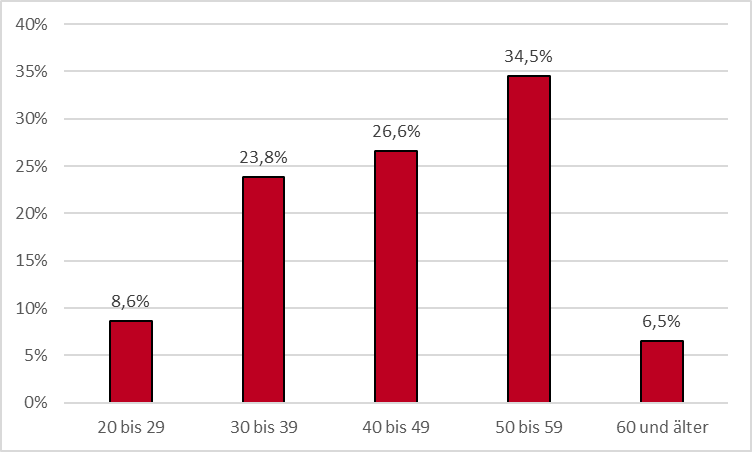 40%
35%
30%
25%
20%
15%
10%
5%
0%
8,6%
23,8%
26,6%
34,5%
6,5%
20 bis 29
30 bis 39
40 bis 49
50 bis 59
60 und älter